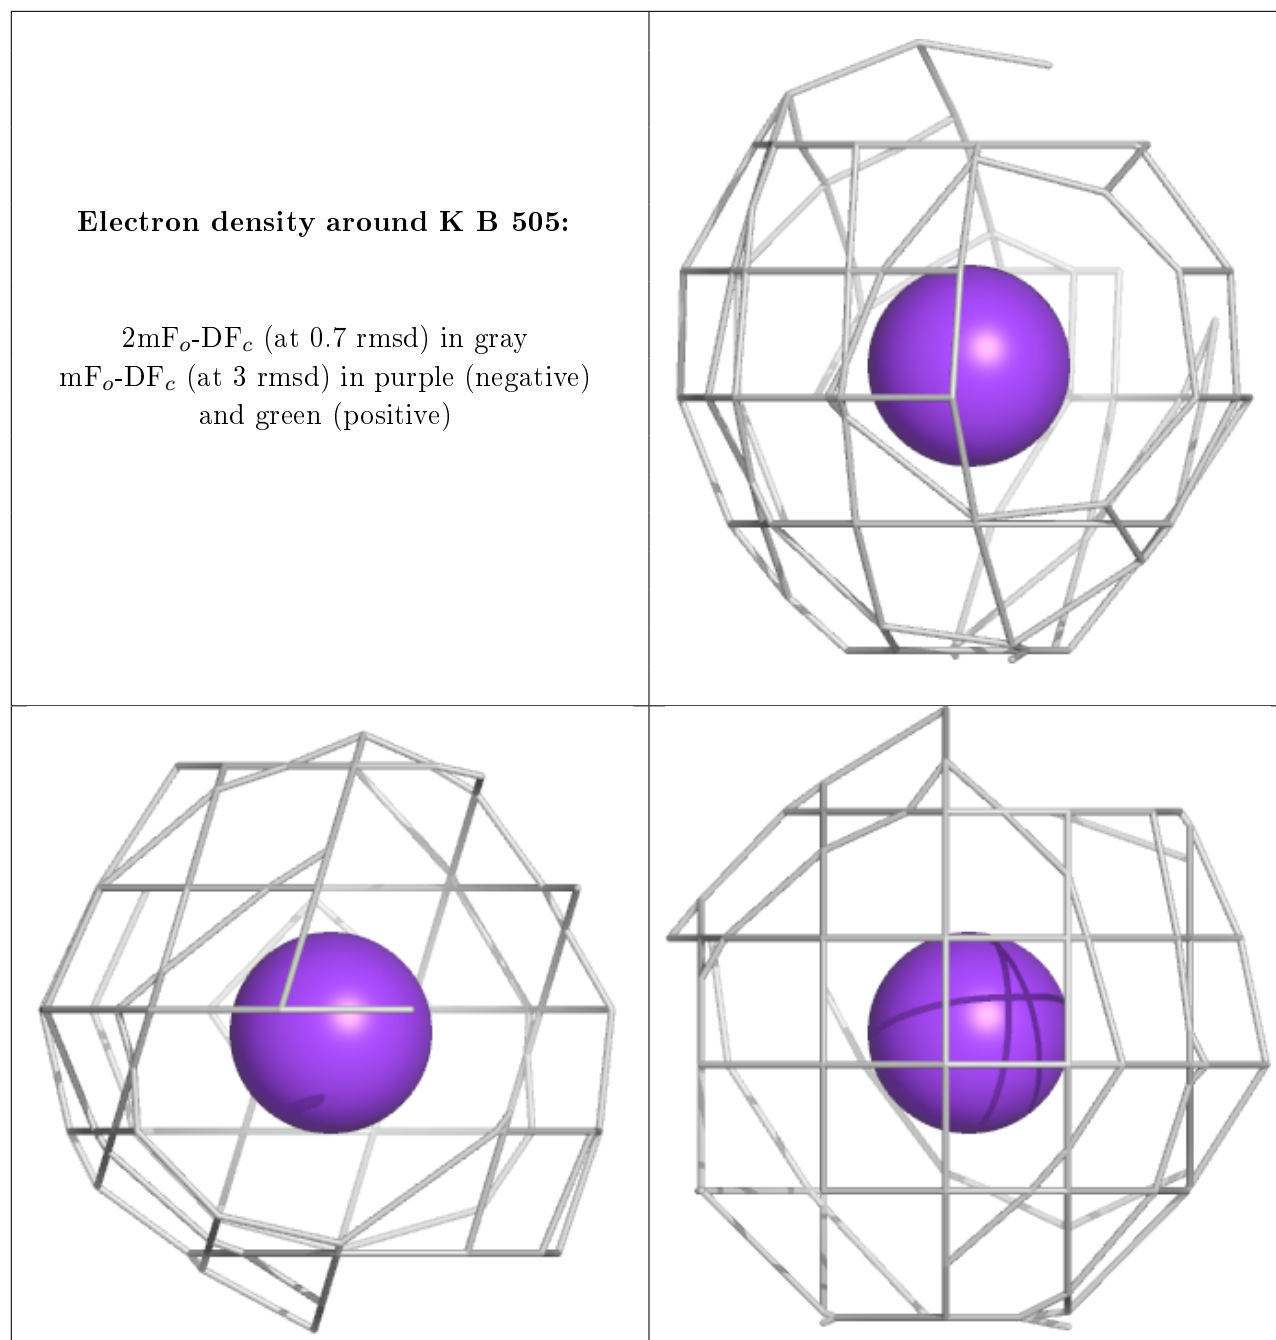 Electron density around K B 505:
2mFo-DFc (at 0.7 rmsd) in gray
mFo-DFc (at 3 rmsd) in purple (negative)
and green (positive)